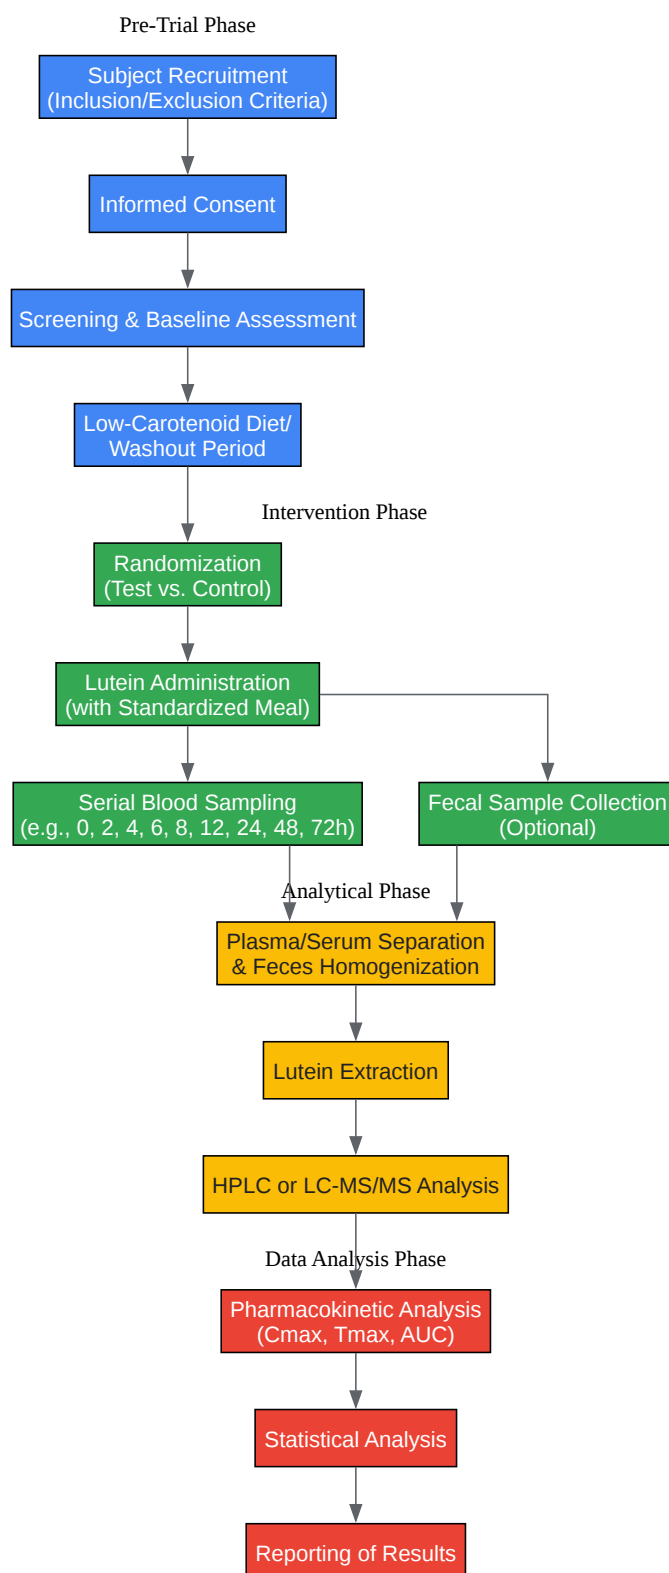 Pre-Trial Phase
Subject Recruitment
(Inclusion/Exclusion Criteria)
Informed Consent
Screening & Baseline Assessment
Low-Carotenoid Diet/
Washout Period
Intervention Phase
Randomization
(Test vs. Control)
Lutein Administration
(with Standardized Meal)
Serial Blood Sampling
(e.g., 0, 2, 4, 6, 8, 12, 24, 48, 72h)
Fecal Sample Collection
(Optional)
Analytical Phase
Plasma/Serum Separation
& Feces Homogenization
Lutein Extraction
HPLC or LC-MS/MS Analysis
Data Analysis Phase
Pharmacokinetic Analysis
(Cmax, Tmax, AUC)
Statistical Analysis
Reporting of Results